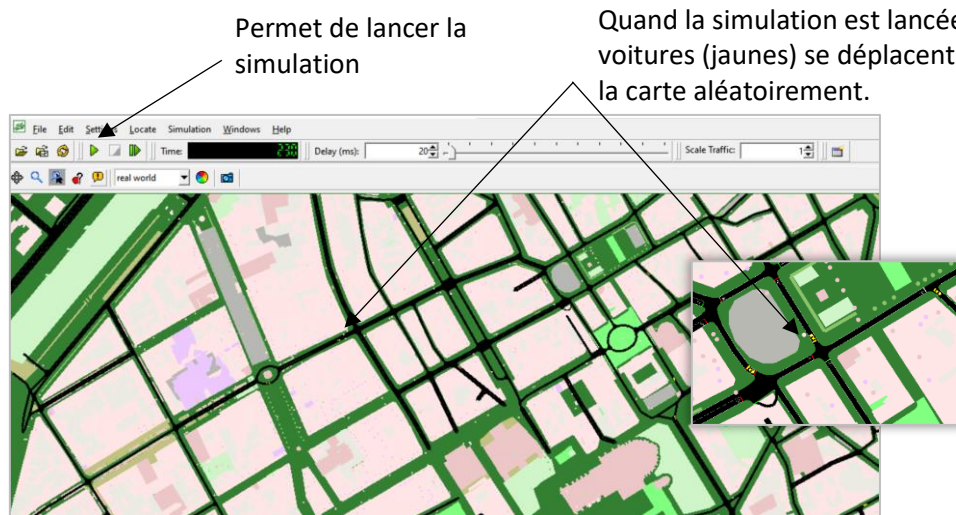 Permet de lancer la
simulation
Quand la simulation est lancée
voitures (jaunes) se déplacent
la carte aléatoirement.
File Edit Settings Locate Simulation Windows Help
Time: 230 Delay (ms): 20 Scale Traffic: 1
real world